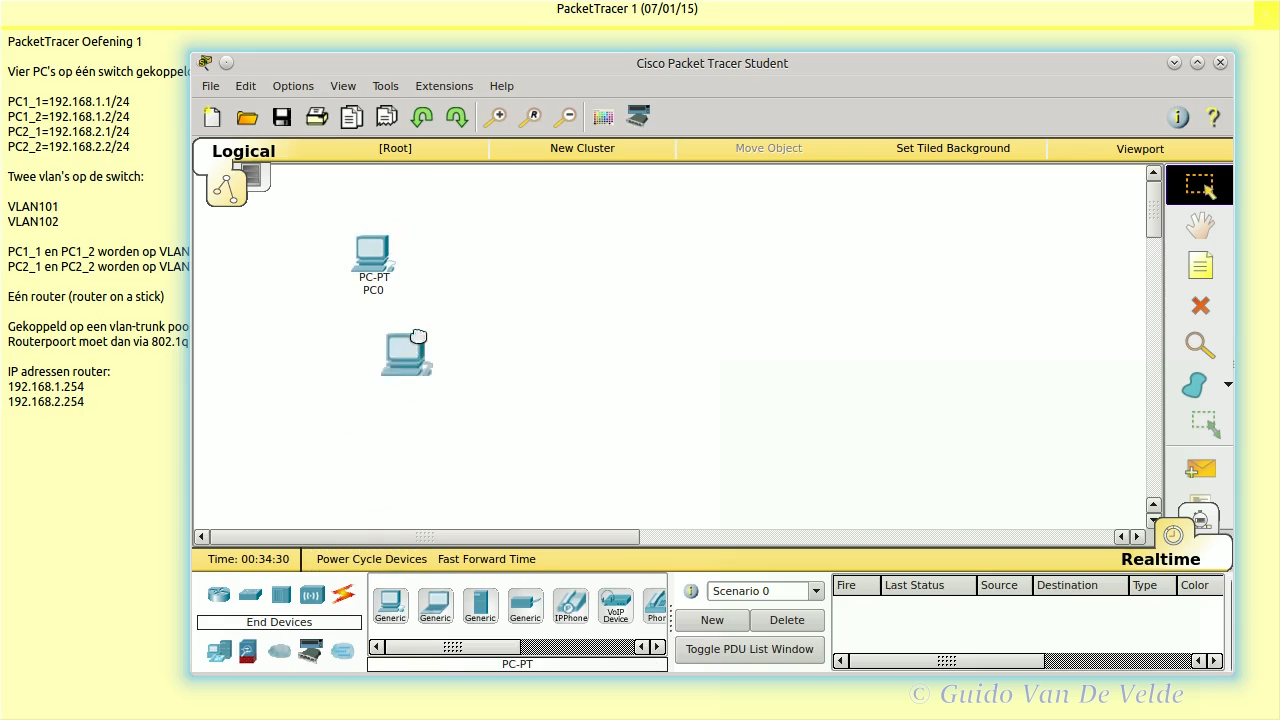 PacketTracer 1 (07/01/15)
PacketTracer Oefening 1
Vier PC's op één switch gekoppeld
PC1_1=192.168.1.1/24
PC1_2=192.168.1.2/24
PC2_1=192.168.2.1/24
PC2_2=192.168.2.2/24
Twee vlan's op de switch:
VLAN101
VLAN102
PC1_1 en PC1_2 worden op VLAN
PC2_1 en PC2_2 worden op VLAN
Eén router (router on a stick)
Gekoppeld op een vlan-trunk poo
Routerpoort moet dan via 802.1q
IP adressen router:
192.168.1.254
192.168.2.254
Cisco Packet Tracer Student
File Edit Options View Tools Extensions Help
Logical [Root] New Cluster Move Object Set Tiled Background Viewport
PC-PT
PC0
Time: 00:34:30 Power Cycle Devices Fast Forward Time Realtime
End Devices
Generic Generic Generic Generic IPPhone VoIP Device Phor
PC-PT
Scenario 0
New Delete
Toggle PDU List Window
Fire Last Status Source Destination Type Color
© Guido Van De Velde